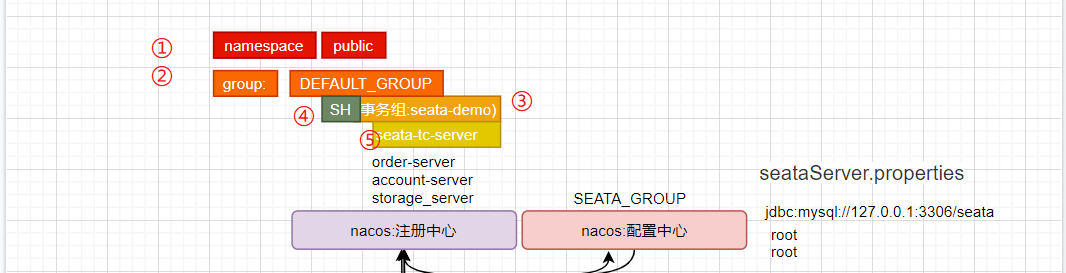 ① namespace public
② group: DEFAULT_GROUP
④ SH 事务组:seata-demo) ③
⑤ seata-tc-server
order-server
account-server
storage_server
SEATA_GROUP
nacos:注册中心 nacos:配置中心
seataServer.properties
jdbc:mysql://127.0.0.1:3306/seata
root
root